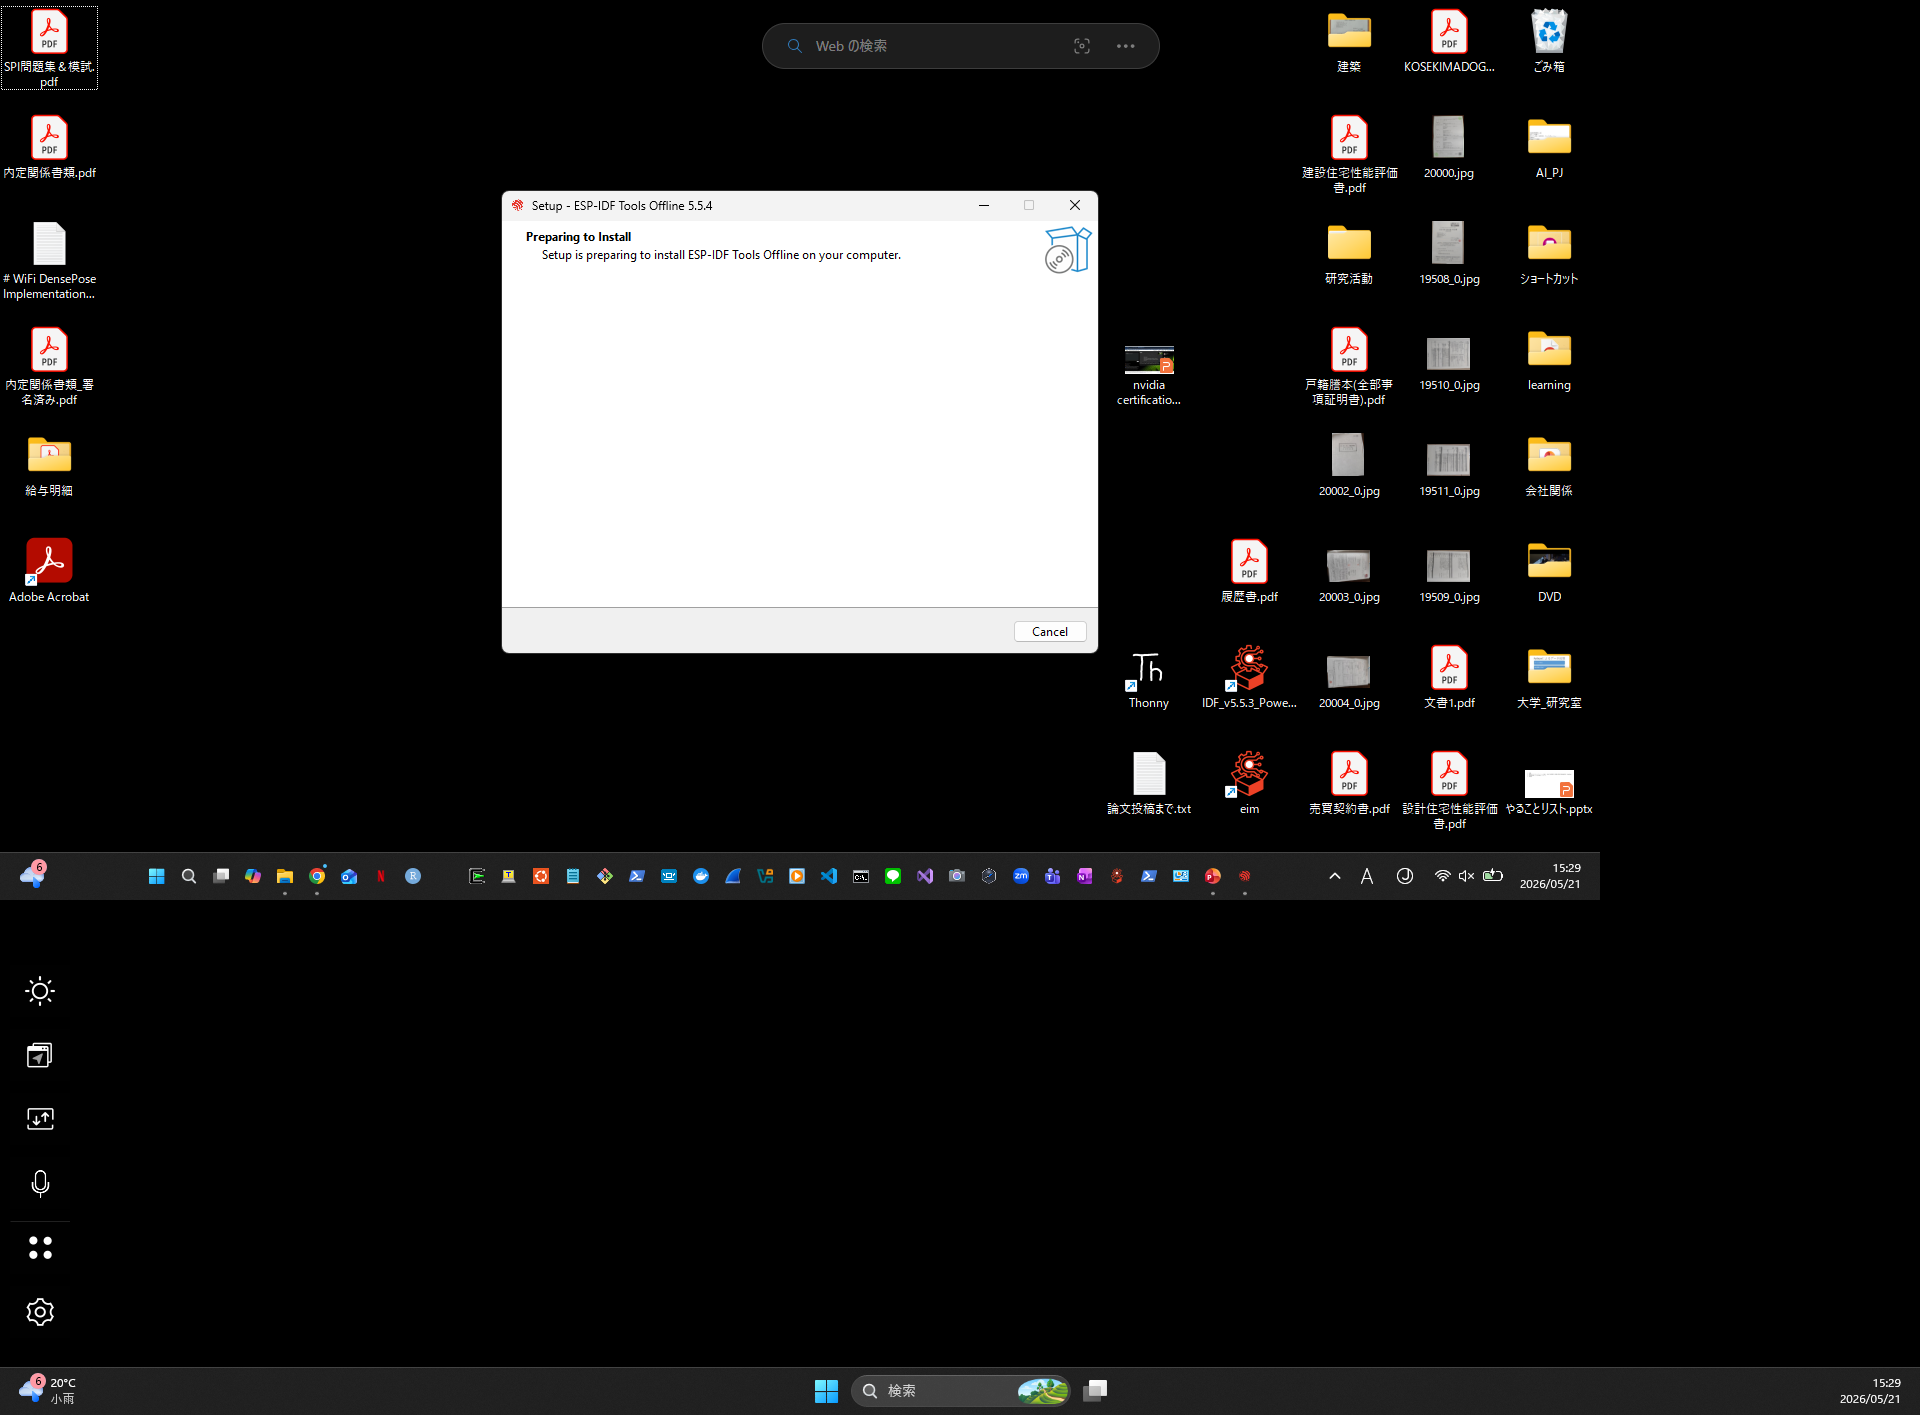 SPI問題集＆模試.
pdf
内定関係書類.pdf
# WiFi DensePose
Implementation...
内定関係書類_署
名済み.pdf
給与明細
Adobe Acrobat
Web の検索
Setup - ESP-IDF Tools Offline 5.5.4
Preparing to Install
Setup is preparing to install ESP-IDF Tools Offline on your computer.
Cancel
nvidia
certificatio...
Thonny
論文投稿まで.txt
履歴書.pdf
IDF_v5.5.3_Powe...
eim
建築
建設住宅性能評価
書.pdf
研究活動
戸籍謄本(全部事
項証明書).pdf
20002_0.jpg
20003_0.jpg
20004_0.jpg
売買契約書.pdf
KOSEKIMADOG...
20000.jpg
19508_0.jpg
19510_0.jpg
19511_0.jpg
19509_0.jpg
文書1.pdf
設計住宅性能評価
書.pdf
ごみ箱
AI_PJ
ショートカット
learning
会社関係
DVD
大学_研究室
やることリスト.pptx
6
15:29
2026/05/21
6
20°C
小雨
検索
15:29
2026/05/21